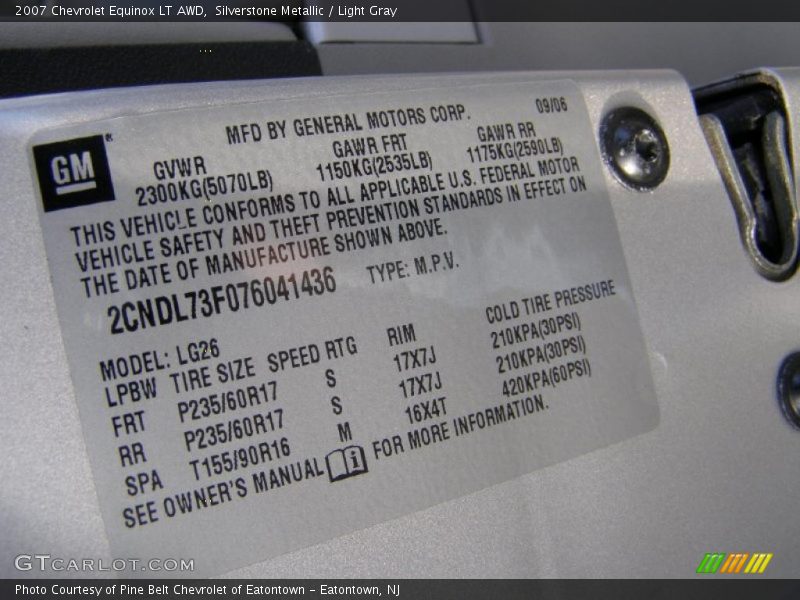 2007 Chevrolet Equinox LT AWD, Silverstone Metallic / Light Gray
MFD BY GENERAL MOTORS CORP. 09/06
GM
GVWR GAWR FRT GAWR RR
2300KG(5070LB) 1150KG(2535LB) 1175KG(2590LB)
THIS VEHICLE CONFORMS TO ALL APPLICABLE U.S. FEDERAL MOTOR
VEHICLE SAFETY AND THEFT PREVENTION STANDARDS IN EFFECT ON
THE DATE OF MANUFACTURE SHOWN ABOVE.
2CNDL73F076041436 TYPE: M.P.V.
MODEL: LG26
LPBW TIRE SIZE SPEED RTG RIM COLD TIRE PRESSURE
FRT P235/60R17 S 17X7J 210KPA(30PSI)
RR P235/60R17 S 17X7J 210KPA(30PSI)
SPA T155/90R16 M 16X4T 420KPA(60PSI)
SEE OWNER'S MANUAL i FOR MORE INFORMATION.
GTCARLOT.COM
Photo Courtesy of Pine Belt Chevrolet of Eatontown - Eatontown, NJ